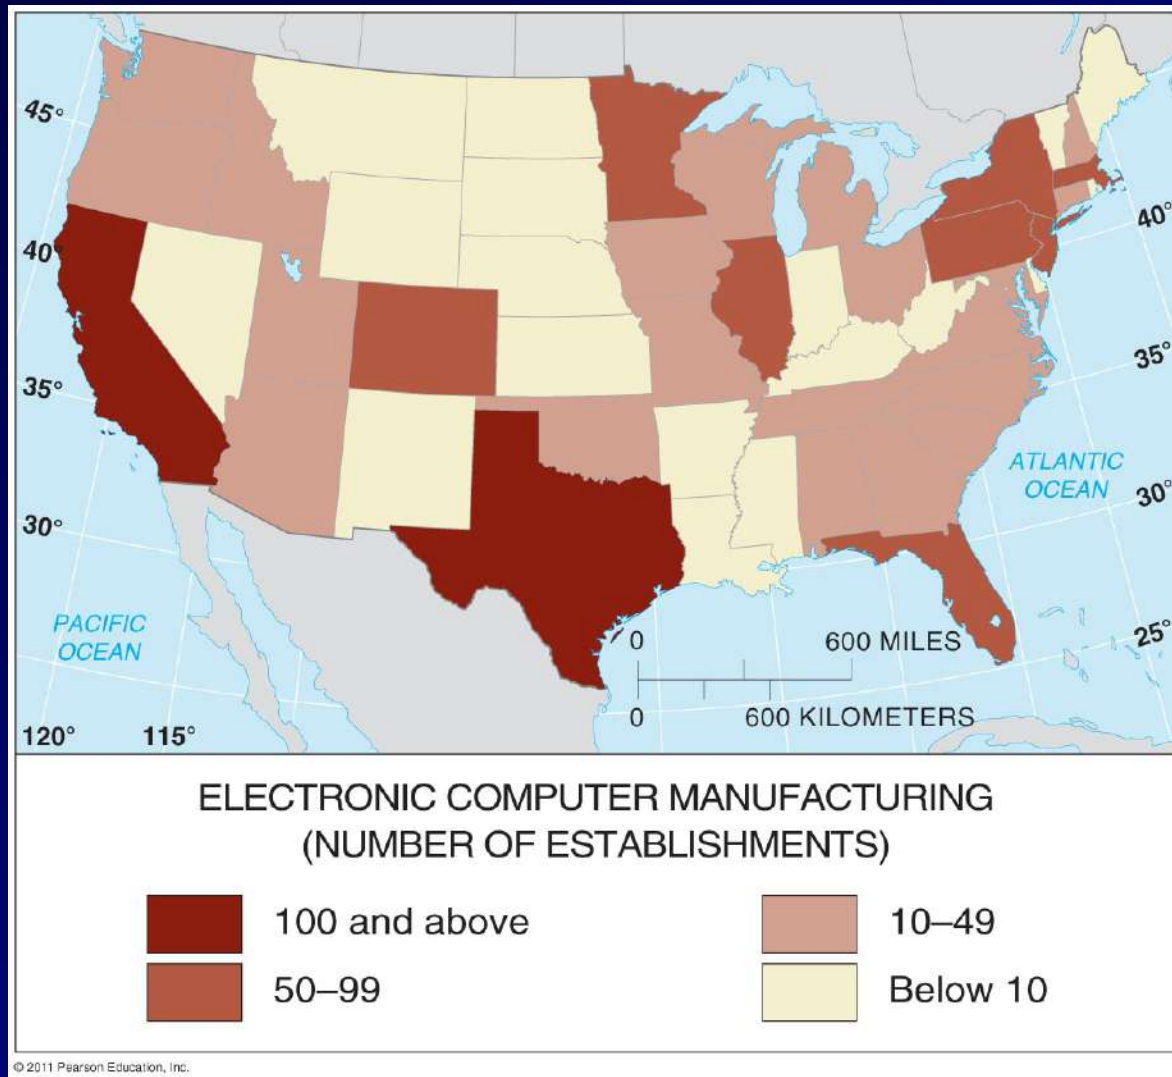 45°
40°
35°
30°
120°
115°
40°
35°
30°
25°
PACIFIC
OCEAN
ATLANTIC
OCEAN
0
600 MILES
0
600 KILOMETERS
ELECTRONIC COMPUTER MANUFACTURING
(NUMBER OF ESTABLISHMENTS)
100 and above
10–49
50–99
Below 10
© 2011 Pearson Education, Inc.